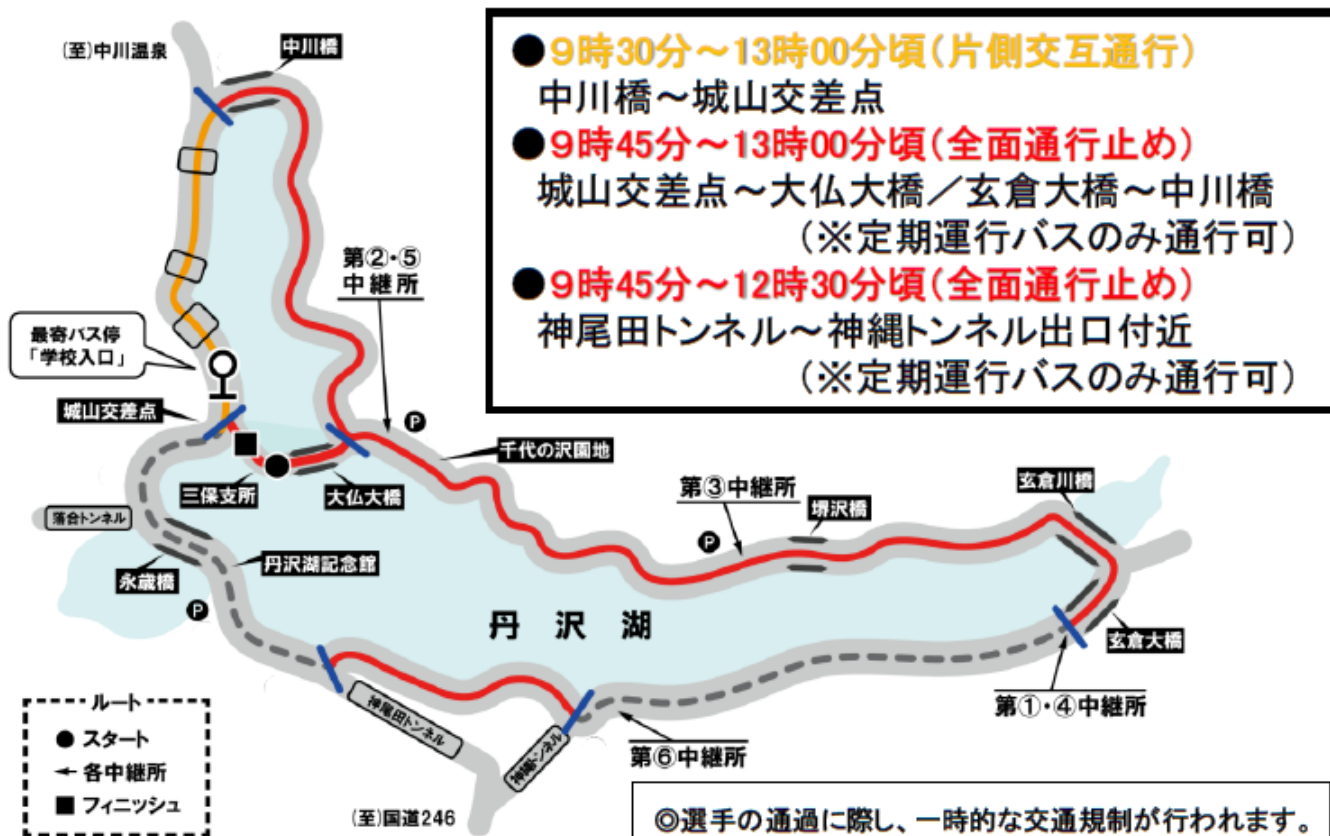 (至)中川温泉
中川橋
●9時30分～13時00分頃(片側交互通行)
中川橋～城山交差点
●9時45分～13時00分頃(全面通行止め)
城山交差点～大仏大橋／玄倉大橋～中川橋
(※定期運行バスのみ通行可)
●9時45分～12時30分頃(全面通行止め)
神尾田トンネル～神縄トンネル出口付近
(※定期運行バスのみ通行可)
第②・⑤
中継所
最寄バス停
「学校入口」
城山交差点
P
千代の沢園地
三保支所
大仏大橋
第③中継所
堺沢橋
玄倉川橋
P
落合トンネル
永歳橋
丹沢湖記念館
P
丹沢湖
玄倉大橋
第①・④中継所
神尾田トンネル
神縄トンネル
第⑥中継所
ルート
● スタート
← 各中継所
■ フィニッシュ
(至)国道246
◎選手の通過に際し、一時的な交通規制が行われます。